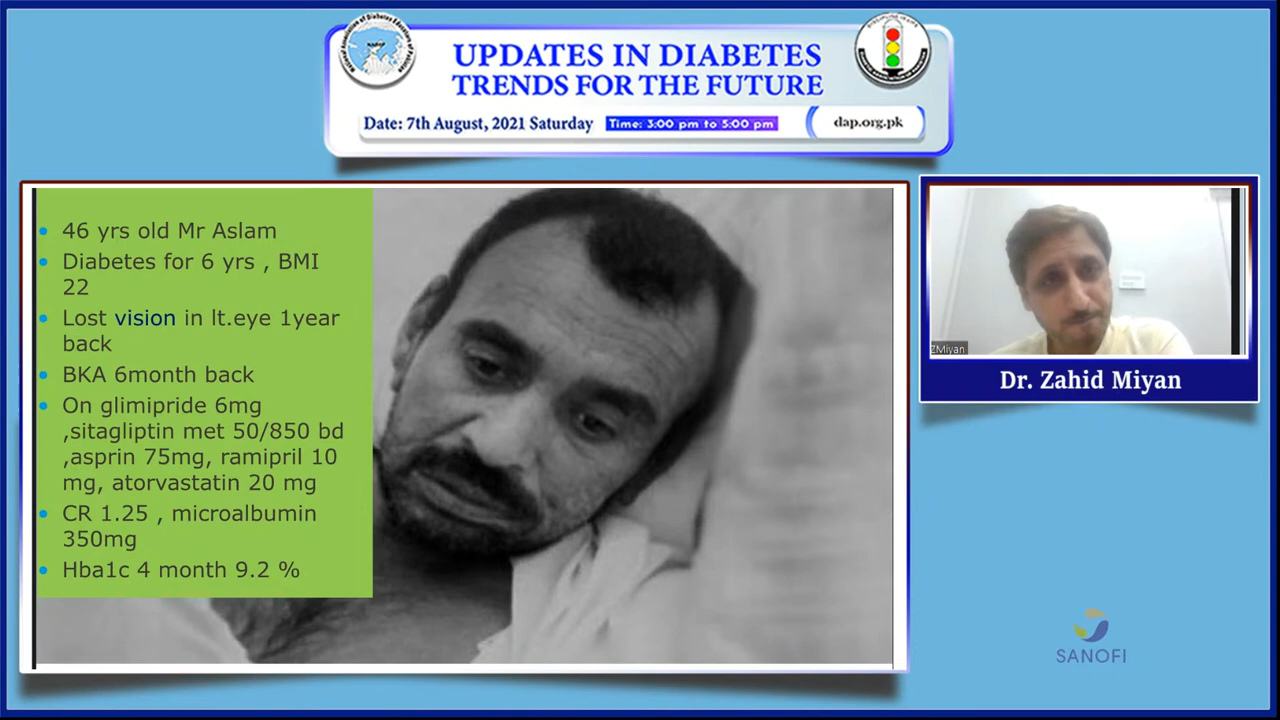 UPDATES IN DIABETES
TRENDS FOR THE FUTURE
Date: 7th August, 2021 Saturday
Time: 3:00 pm to 5:00 pm
dap.org.pk
46 yrs old Mr Aslam
Diabetes for 6 yrs , BMI
22
Lost vision in lt.eye 1year
back
BKA 6month back
On glimipride 6mg
,sitagliptin met 50/850 bd
,asprin 75mg, ramipril 10
mg, atorvastatin 20 mg
CR 1.25 , microalbumin
350mg
Hba1c 4 month 9.2 %
ZMiyan
Dr. Zahid Miyan
SANOFI